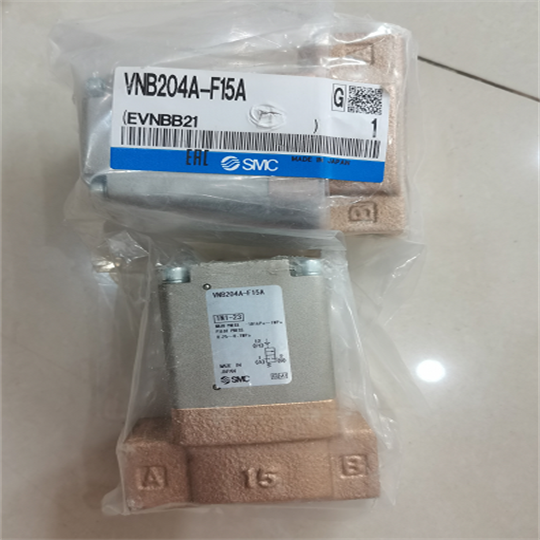 A
VNB204A-F15A
G
(EVNBB21
)
1
EAC
SMC
MADE IN JAPAN
B
VNB204A-F15A
MADE IN
JAPAN
SMC
A
15
B